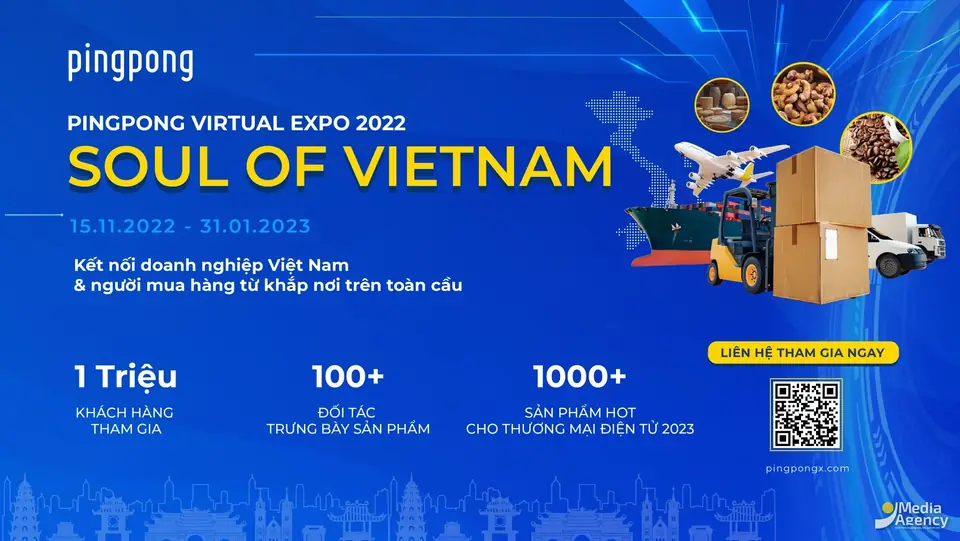 pingpong
PINGPONG VIRTUAL EXPO 2022
SOUL OF VIETNAM
15.11.2022 - 31.01.2023
Kết nối doanh nghiệp Việt Nam
& người mua hàng từ khắp nơi trên toàn cầu
1 Triệu
KHÁCH HÀNG
THAM GIA
100+
ĐỐI TÁC
TRƯNG BÀY SẢN PHẨM
1000+
SẢN PHẨM HOT
CHO THƯƠNG MẠI ĐIỆN TỬ 2023
LIÊN HỆ THAM GIA NGAY
pingpongx.com
Media
Agency